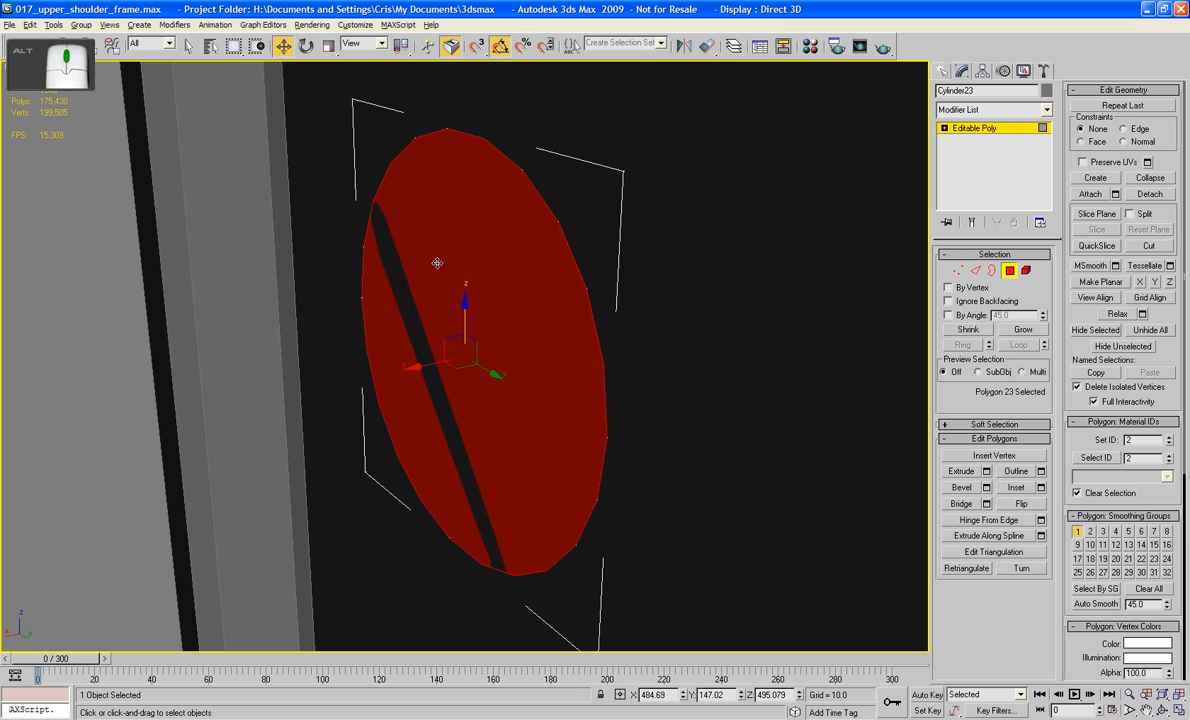 017_upper_shoulder_frame.max - Project Folder: H:\Documents and Settings\Cris\My Documents\3dsmax - Autodesk 3ds Max 2009 - Not for Resale - Display : Direct 3D
File Edit Tools Group Views Create Modifiers Animation Graph Editors Rendering Customize MAXScript Help
ALT
All
View
Create Selection Set
Polys: 175,430
Verts: 199,505
FPS: 15.309
z
z
Cylinder23
Modifier List
Editable Poly
Selection
By Vertex
Ignore Backfacing
By Angle: 45.0
Shrink Grow
Ring Loop
Preview Selection
Off SubObj Multi
Polygon 23 Selected
Soft Selection
Edit Polygons
Insert Vertex
Extrude Outline
Bevel Inset
Bridge Flip
Hinge From Edge
Extrude Along Spline
Edit Triangulation
Retriangulate Turn
Edit Geometry
Repeat Last
Constraints
None Edge
Face Normal
Preserve UVs
Create Collapse
Attach Detach
Slice Plane Split
Slice Reset Plane
QuickSlice Cut
MSmooth Tessellate
Make Planar X Y Z
View Align Grid Align
Relax
Hide Selected Unhide All
Hide Unselected
Named Selections:
Copy Paste
Delete Isolated Vertices
Full Interactivity
Polygon: Material IDs
Set ID: 2
Select ID 2
Clear Selection
Polygon: Smoothing Groups
1 2 3 4 5 6 7 8
9 10 11 12 13 14 15 16
17 18 19 20 21 22 23 24
25 26 27 28 29 30 31 32
Select By SG Clear All
Auto Smooth 45.0
Polygon: Vertex Colors
Color:
Illumination:
Alpha: 100.0
0 / 300
0 20 40 60 80 100 120 140 160 180 200 220 240 260 280 300
1 Object Selected X: 484.69 Y: 147.02 Z: 495.079 Grid = 10.0 Auto Key Selected
AXScript. Click or click-and-drag to select objects Add Time Tag Set Key Key Filters... 0